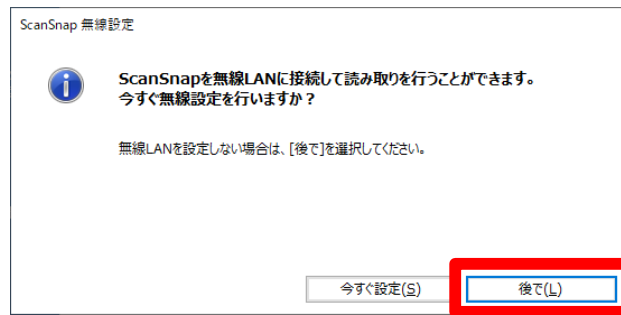 ScanSnap 無線設定
ScanSnapを無線LANに接続して読み取りを行うことができます。
今すぐ無線設定を行いますか？
無線LANを設定しない場合は、[後で]を選択してください。
今すぐ設定(S)
後で(L)